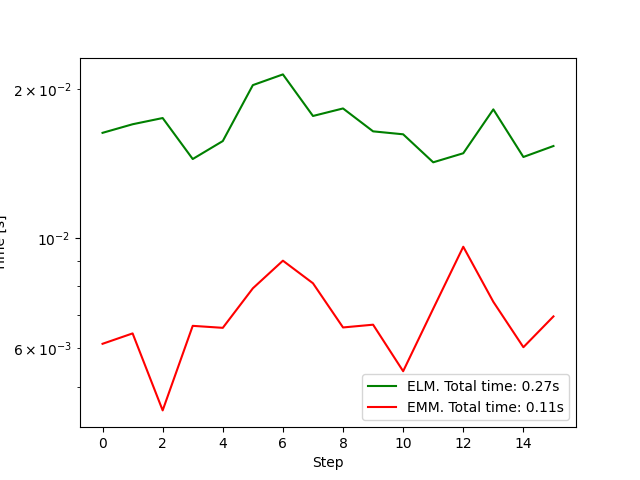 2 × 10⁻²
10⁻²
6 × 10⁻³
Time [s]
0 2 4 6 8 10 12 14
Step
ELM. Total time: 0.27s
EMM. Total time: 0.11s